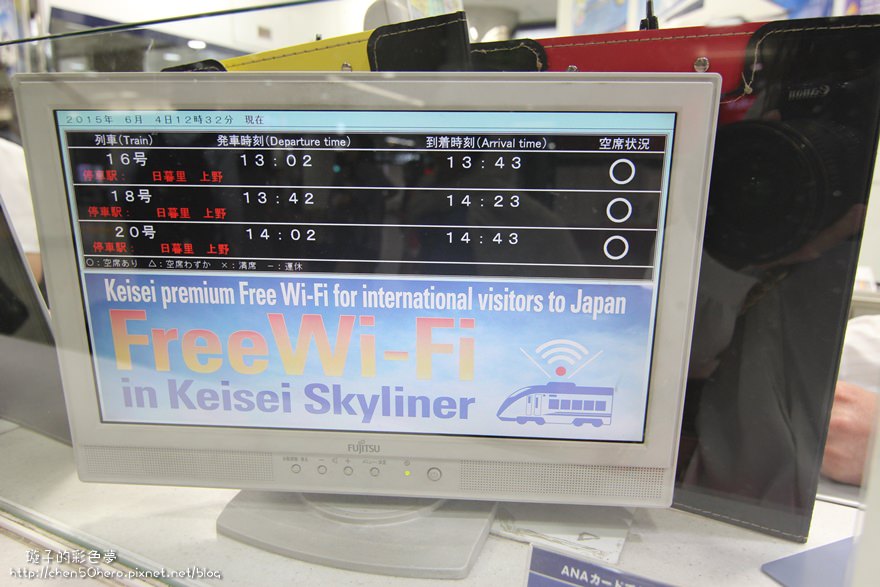 2015年 6月 4日12時32分 現在
列車(Train) 発車時刻(Departure time) 到着時刻(Arrival time) 空席状況
16号 13:02 13:43 ○
停車駅: 日暮里 上野
18号 13:42 14:23 ○
停車駅: 日暮里 上野
20号 14:02 14:43 ○
停車駅: 日暮里 上野
○:空席あり △:空席わずか ×:満席 −:運休
Keisei premium Free Wi-Fi for international visitors to Japan
Free Wi-Fi
in Keisei Skyliner
FUJITSU
Canon
ANAカード
璇子的彩色夢
http://chen50hero.pixnet.net/blog